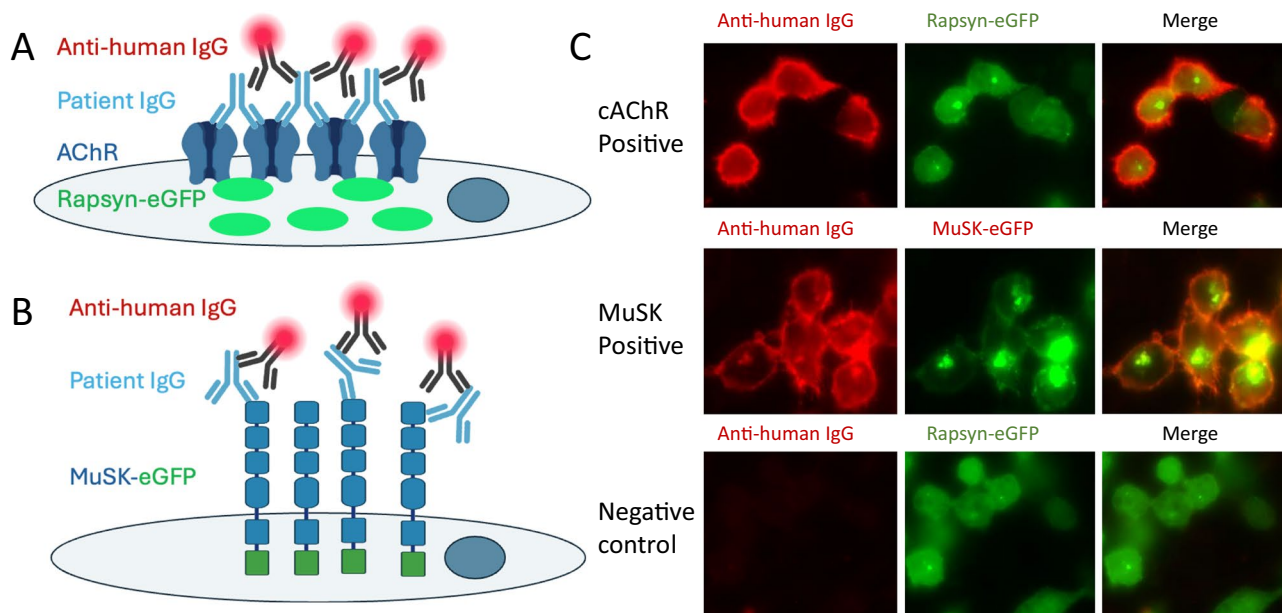 A
Anti-human IgG
Patient IgG
AChR
Rapsyn-eGFP
B
Anti-human IgG
Patient IgG
MuSK-eGFP
C
Anti-human IgG Rapsyn-eGFP Merge
cAChR
Positive
Anti-human IgG MuSK-eGFP Merge
MuSK
Positive
Anti-human IgG Rapsyn-eGFP Merge
Negative
control